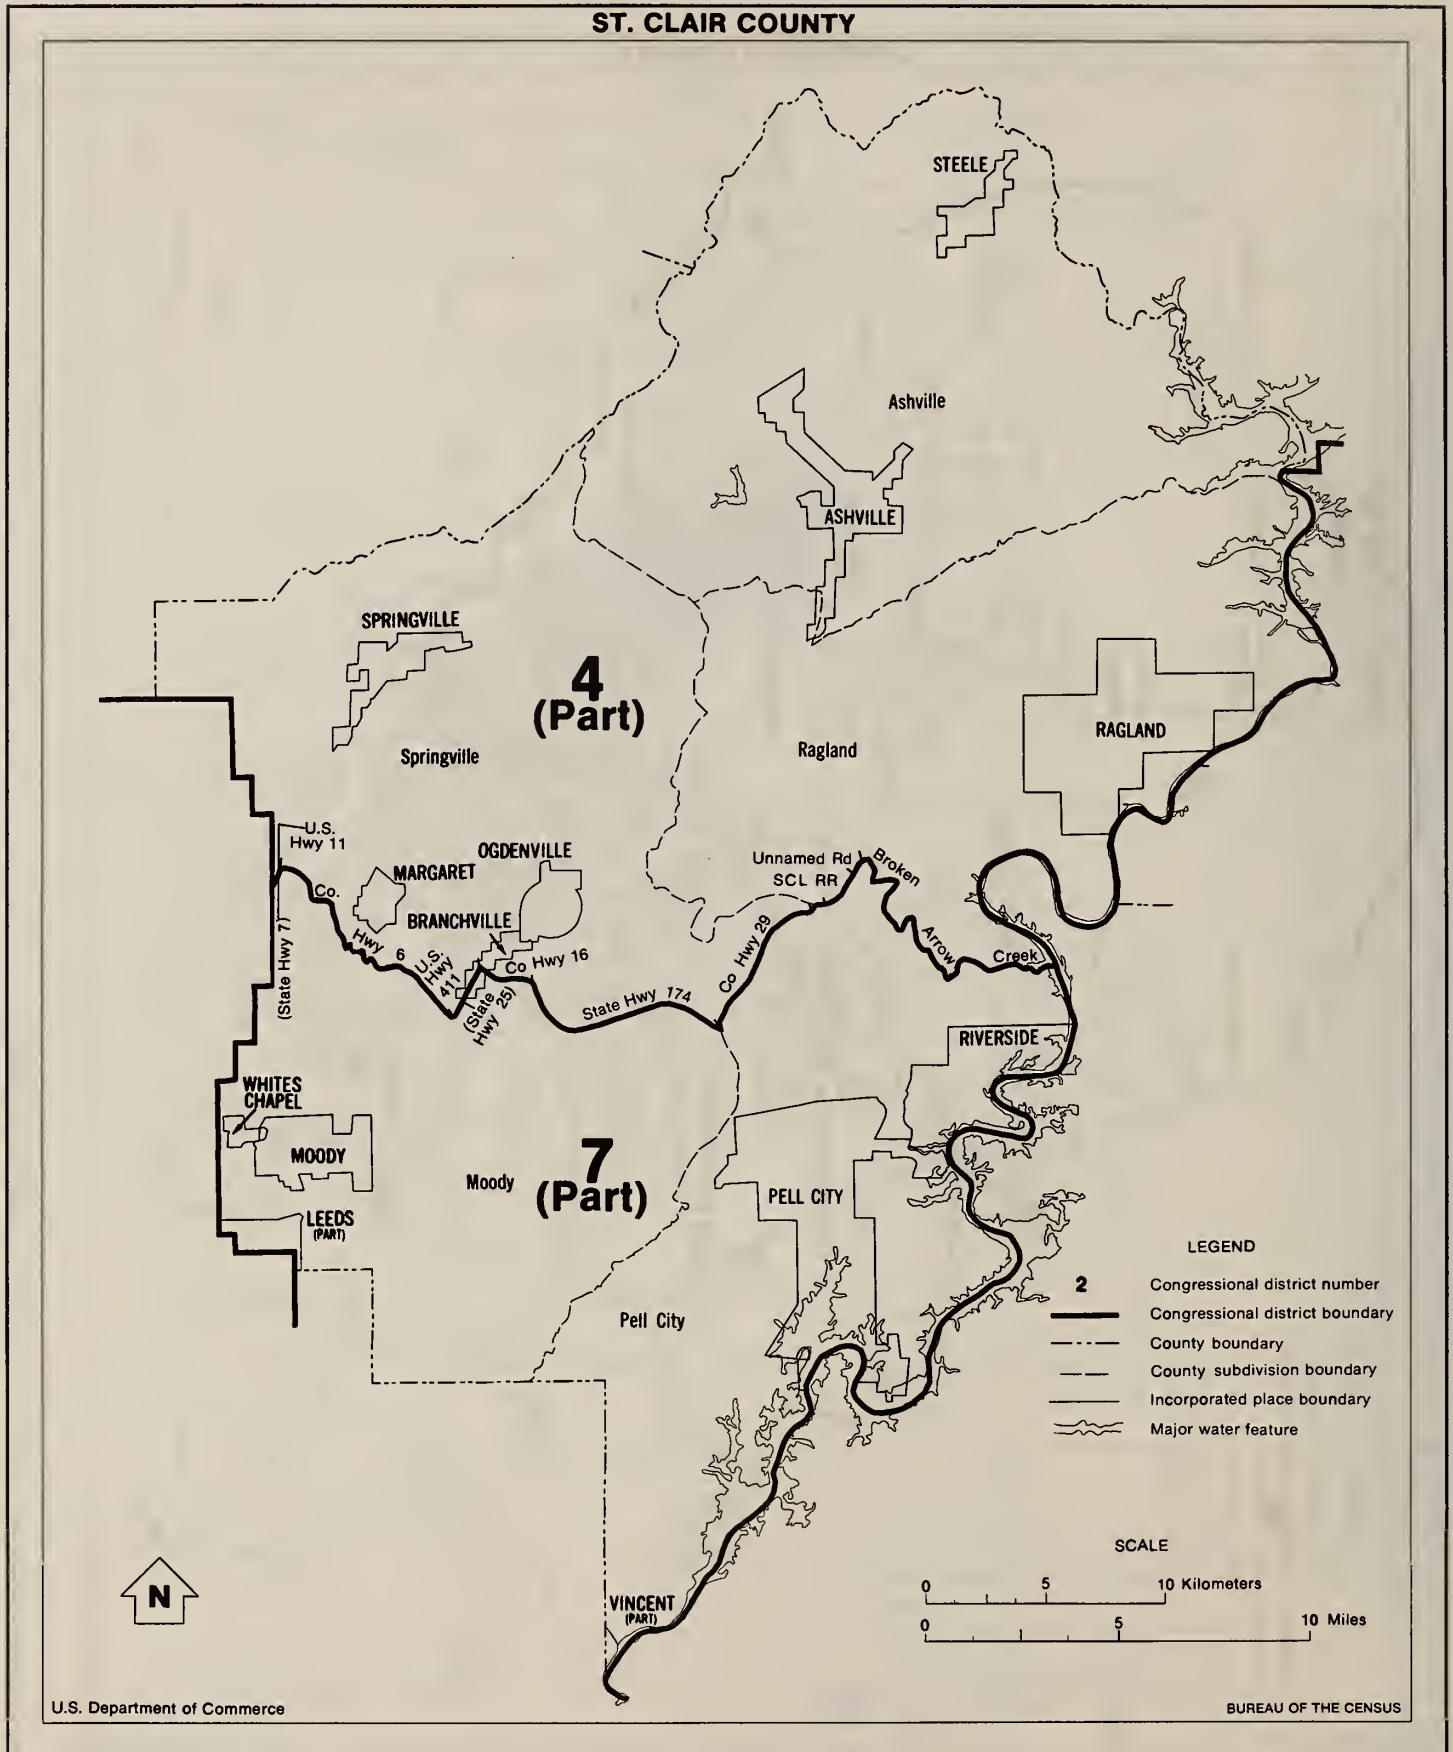 ST. CLAIR COUNTY
STEELE
Ashville
ASHVILLE
SPRINGVILLE
4
(Part)
Springville
Ragland
RAGLAND
U.S.
Hwy 11
Co.
Hwy
6
MARGARET
OGDENVILLE
BRANCHVILLE
U.S.
Hwy
411
(State
Hwy 25)
Co Hwy 16
(State Hwy 7)
State Hwy 174
Co Hwy 29
Unnamed Rd
SCL RR
Broken
Arrow
Creek
RIVERSIDE
WHITES
CHAPEL
MOODY
LEEDS
(PART)
Moody
7
(Part)
PELL CITY
Pell City
VINCENT
(PART)
LEGEND
2 Congressional district number
Congressional district boundary
County boundary
County subdivision boundary
Incorporated place boundary
Major water feature
SCALE
0 5 10 Kilometers
0 5 10 Miles
N
U.S. Department of Commerce
BUREAU OF THE CENSUS